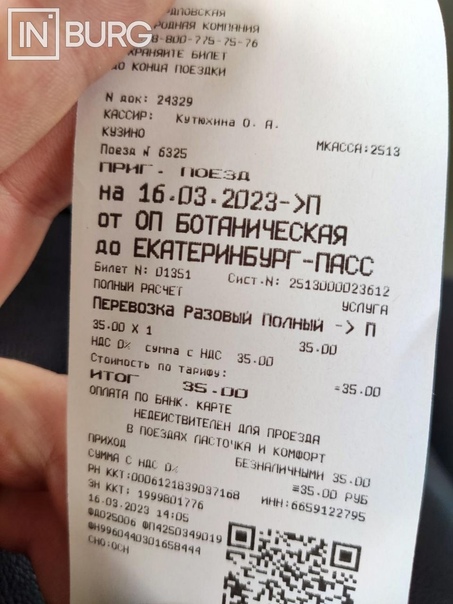 INBURG
РОДНАЯ КОМПАНИЯ
8-800-775-75-76
ХРАНЯЙТЕ БИЛЕТ
ДО КОНЦА ПОЕЗДКИ
N док: 24329
КАССИР: Кутюхина О. А.
КУЗИНО
МКАССА:2513
Поезд № 6325
ПРИГ. ПОЕЗД
на 16.03.2023->П
от ОП БОТАНИЧЕСКАЯ
до ЕКАТЕРИНБУРГ-ПАСС
Билет N: 01351 Сист.N: 2513000023612
ПОЛНЫЙ РАСЧЕТ УСЛУГА
Перевозка Разовый Полный -> П
35.00 X 1 35.00
НДС 0% сумма с НДС 35.00
Стоимость по тарифу: =35.00
ИТОГ 35.00
ОПЛАТА ПО БАНК. КАРТЕ
НЕДЕЙСТВИТЕЛЕН ДЛЯ ПРОЕЗДА
В ПОЕЗДАХ ЛАСТОЧКА И КОМФОРТ
ПРИХОД БЕЗНАЛИЧНЫМИ 35.00
СУММА С НДС 0% =35.00 РУБ
РН ККТ:0006121839037168 ИНН:6659122795
ЗН ККТ: 1999801776
16.03.2023 14:05
ФД025006 ФП4250349019
ФН9960440301658444
СНО:ОСН